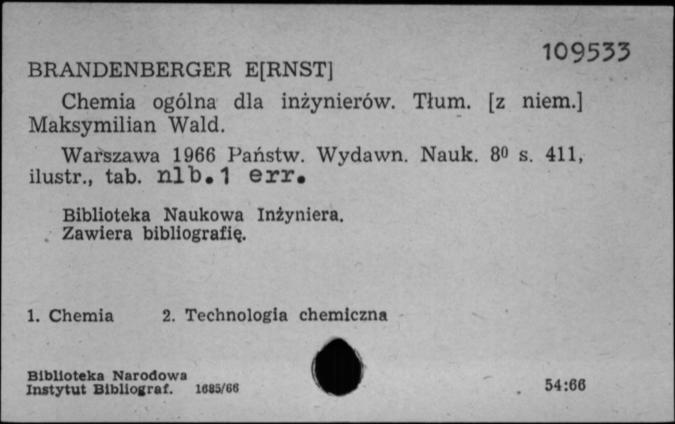 109533
BRANDENBERGER E[RNST]
Chemia ogólna dla inżynierów. Tłum. [z niem.]
Maksymilian Wald.
Warszawa 1966 Państw. Wydawn. Nauk. 8⁰ s. 411,
ilustr., tab. nlb.1 err.
Biblioteka Naukowa Inżyniera.
Zawiera bibliografię.
1. Chemia 2. Technologia chemiczna
Biblioteka Narodowa
Instytut Bibliograf. 1685/66
54:66